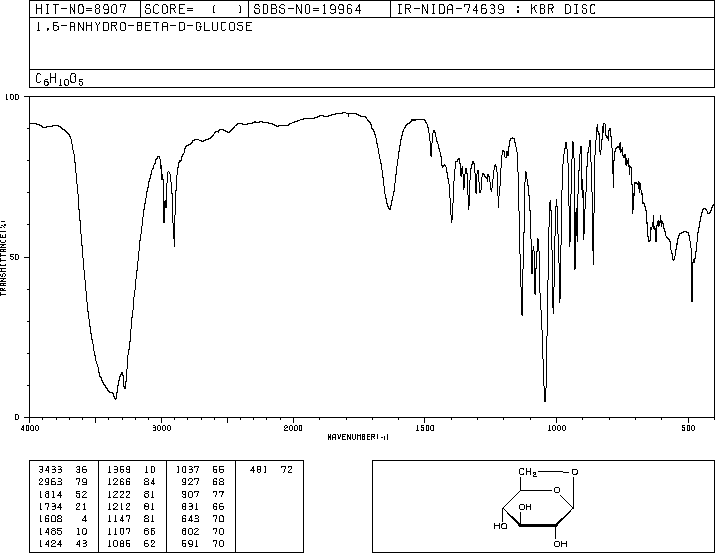 HIT-NO=8907 SCORE= ( ) SDBS-NO=19964 IR-NIDA-74639 : KBR DISC
1,6-ANHYDRO-BETA-D-GLUCOSE
C6H10O5
100
50
0
TRANSMITTANCE(%)
4000 3000 2000 1500 1000 500
WAVENUMBER(-1)
3433 36 1369 10 1037 66 481 72
2963 79 1266 84 927 68
1814 52 1222 81 907 77
1734 21 1212 81 831 66
1608 4 1147 81 643 70
1465 10 1107 66 602 70
1424 43 1086 62 591 70
CH2 O
O
OH
HO O
OH